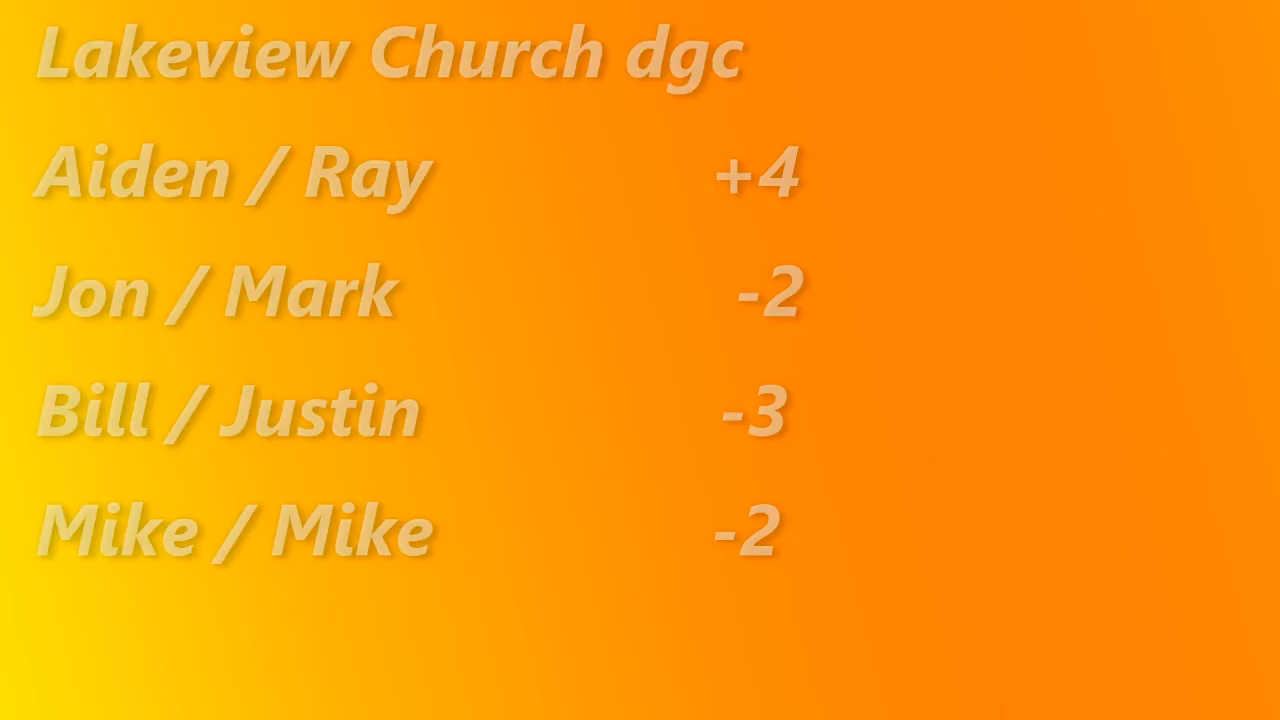 Lakeview Church dgc
Aiden / Ray +4
Jon / Mark -2
Bill / Justin -3
Mike / Mike -2